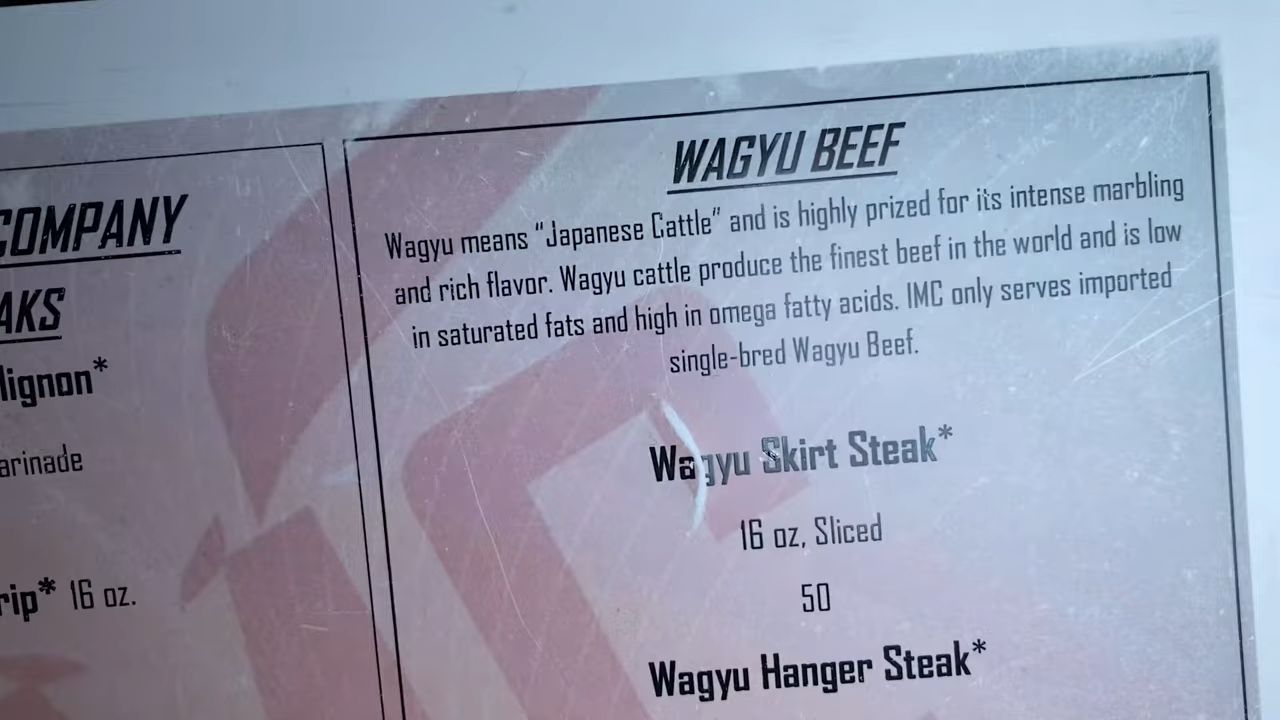 COMPANY
AKS
lignon*
arinade
rip* 16 oz.
WAGYU BEEF
Wagyu means “Japanese Cattle” and is highly prized for its intense marbling
and rich flavor. Wagyu cattle produce the finest beef in the world and is low
in saturated fats and high in omega fatty acids. IMC only serves imported
single-bred Wagyu Beef.
Wagyu Skirt Steak*
16 oz, Sliced
50
Wagyu Hanger Steak*